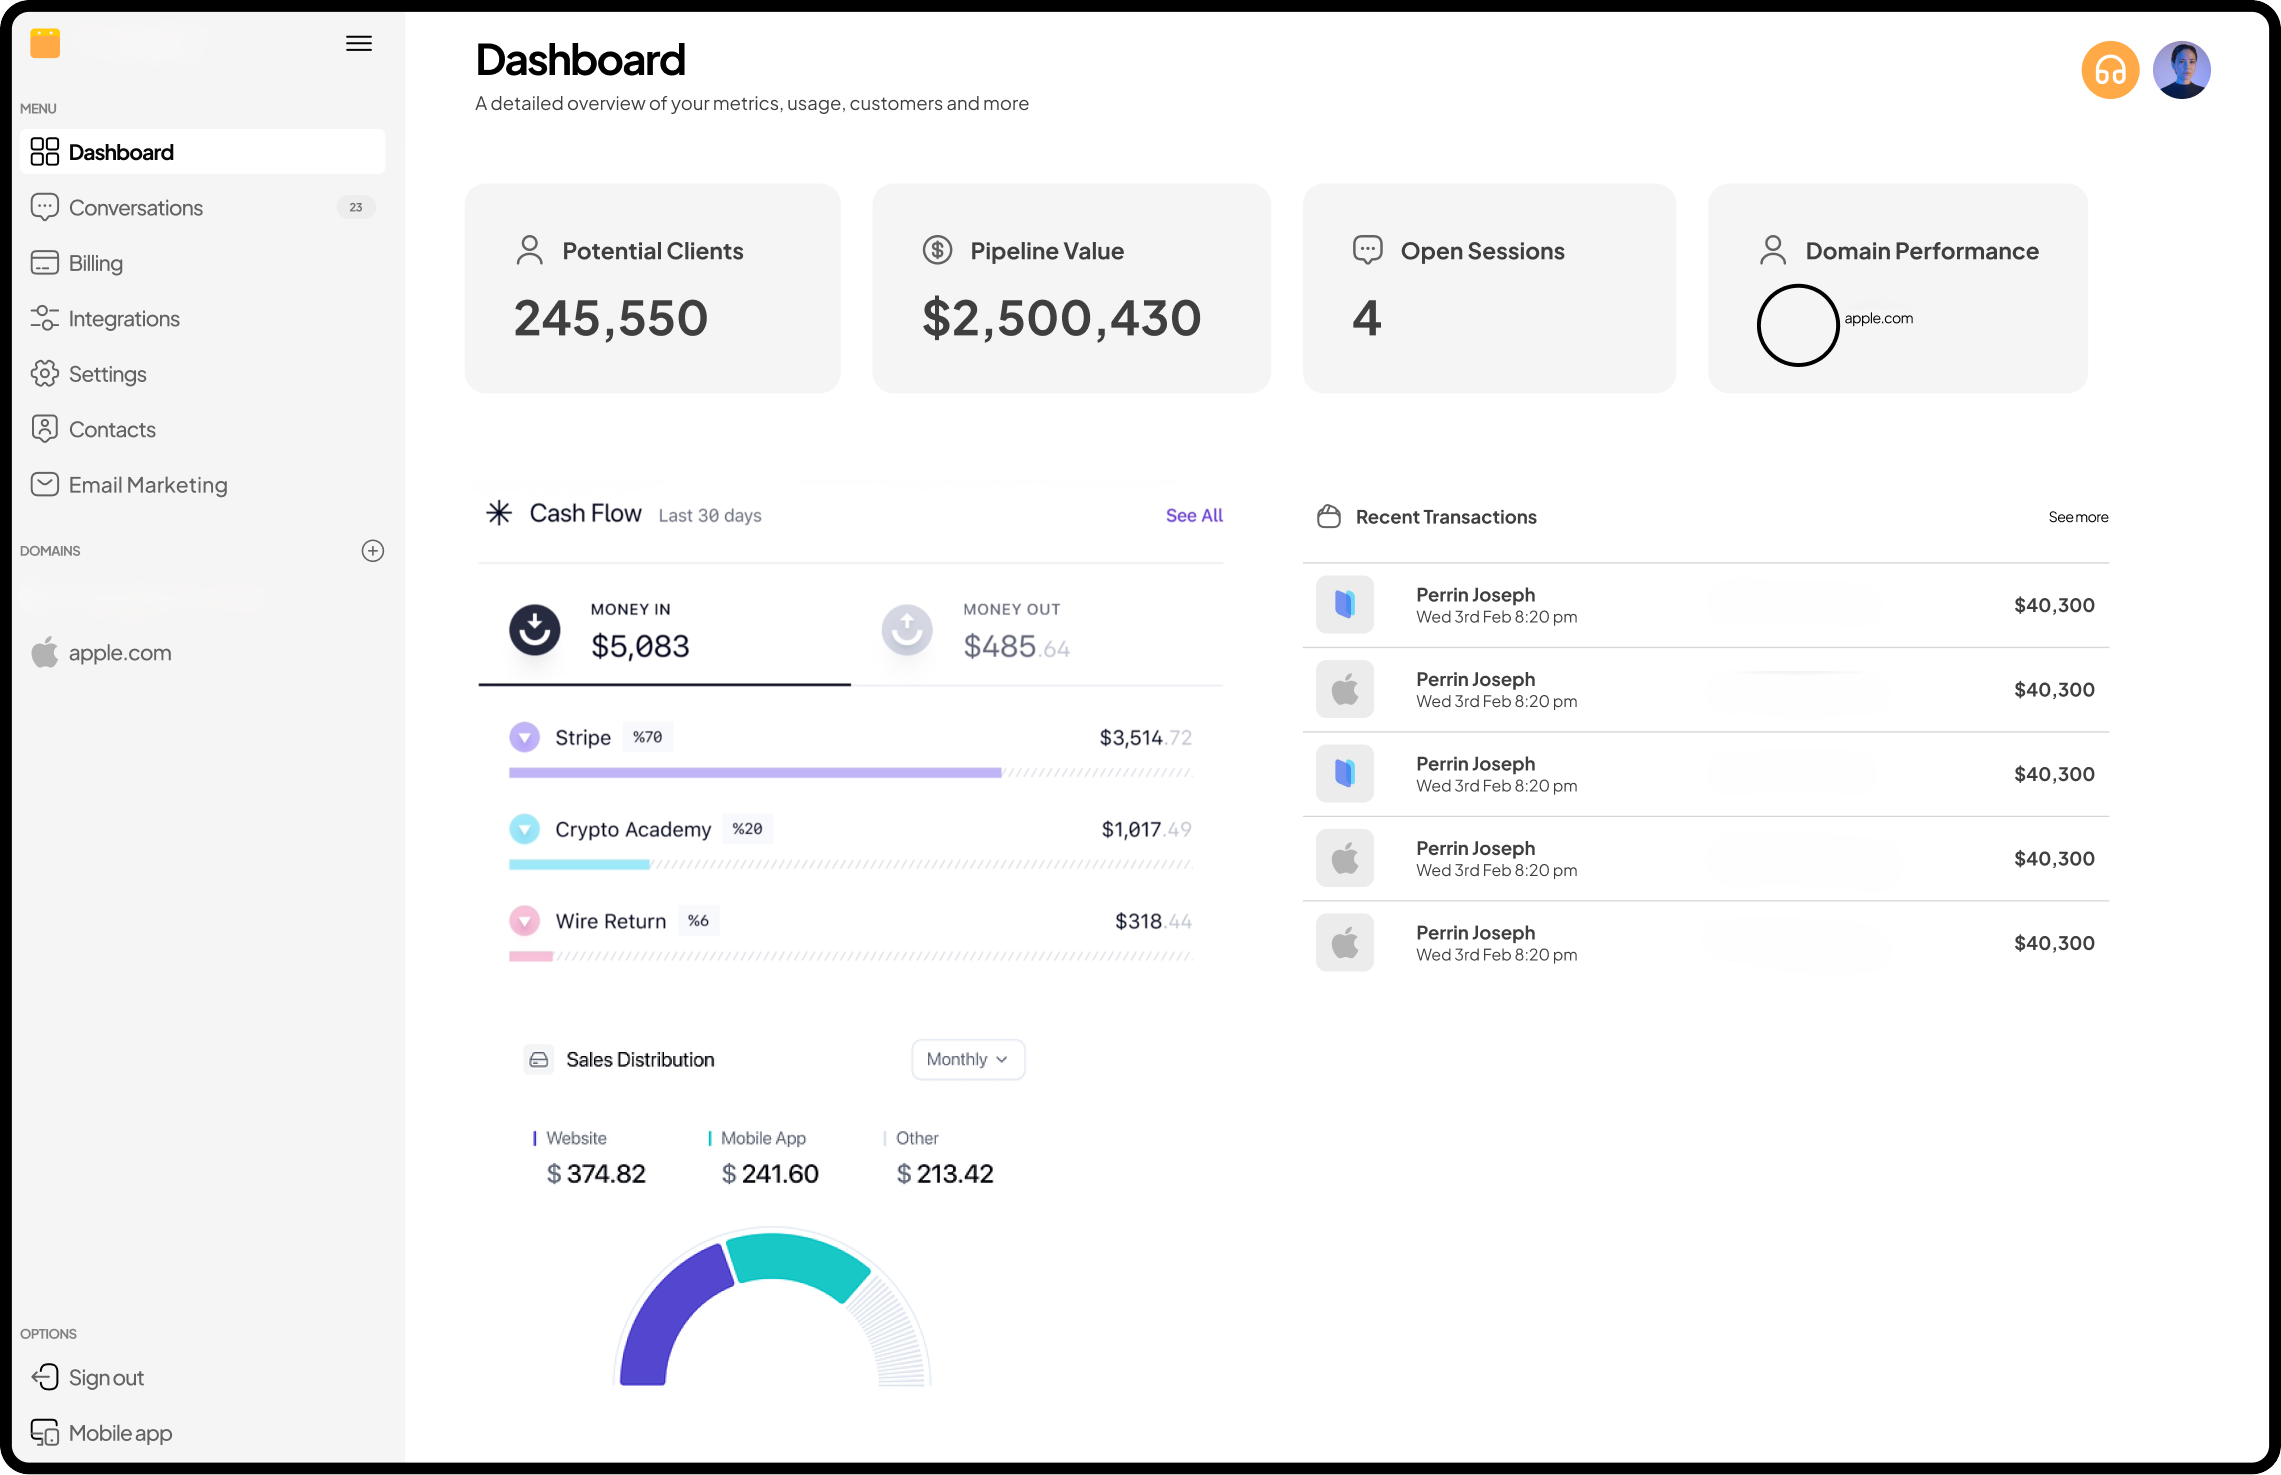 MENU
Dashboard
Conversations 23
Billing
Integrations
Settings
Contacts
Email Marketing
DOMAINS
apple.com
OPTIONS
Sign out
Mobile app
Dashboard
A detailed overview of your metrics, usage, customers and more
Potential Clients
245,550
Pipeline Value
$2,500,430
Open Sessions
4
Domain Performance
apple.com
Cash Flow Last 30 days See All
MONEY IN
$5,083
MONEY OUT
$485.64
Stripe %70 $3,514.72
Crypto Academy %20 $1,017.49
Wire Return %6 $318.44
Recent Transactions See more
Perrin Joseph
Wed 3rd Feb 8:20 pm
$40,300
Perrin Joseph
Wed 3rd Feb 8:20 pm
$40,300
Perrin Joseph
Wed 3rd Feb 8:20 pm
$40,300
Perrin Joseph
Wed 3rd Feb 8:20 pm
$40,300
Perrin Joseph
Wed 3rd Feb 8:20 pm
$40,300
Sales Distribution Monthly
Website
$ 374.82
Mobile App
$ 241.60
Other
$ 213.42